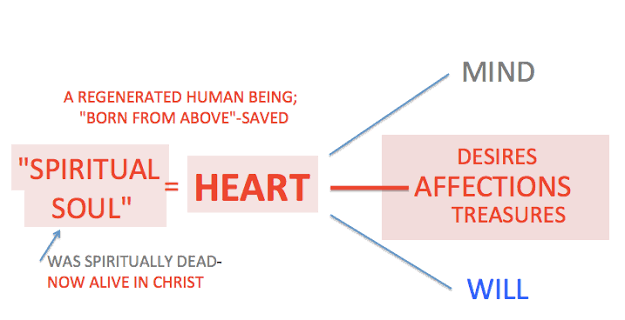 A REGENERATED HUMAN BEING;
"BORN FROM ABOVE"-SAVED
"SPIRITUAL
SOUL"
=
HEART
WAS SPIRITUALLY DEAD-
NOW ALIVE IN CHRIST
MIND
DESIRES
AFFECTIONS
TREASURES
WILL